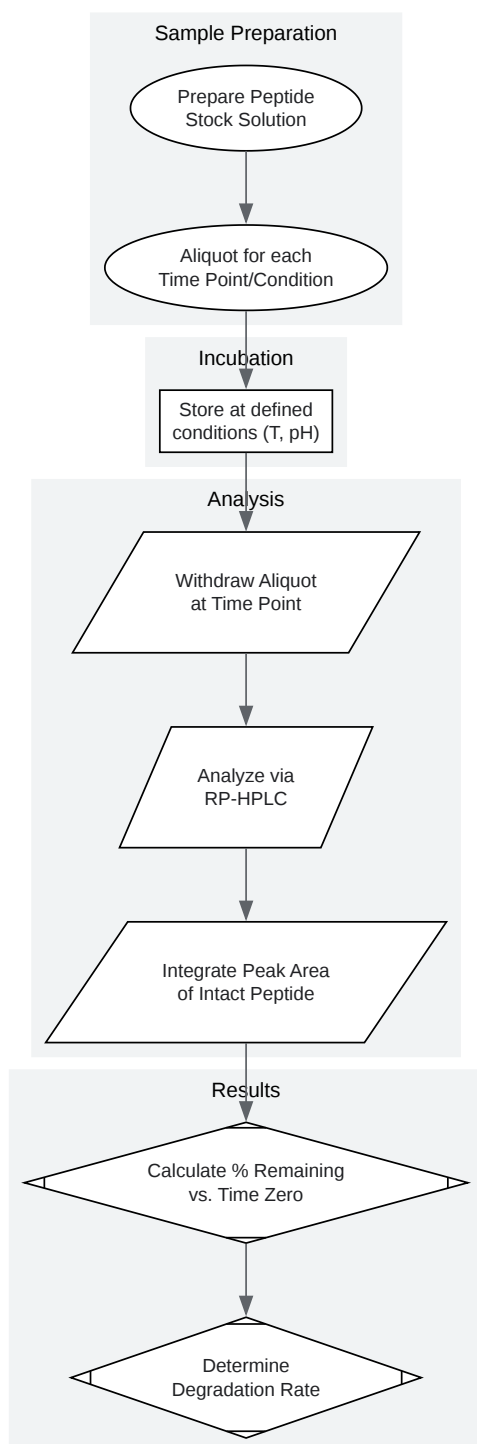 Sample Preparation
Prepare Peptide
Stock Solution
Aliquot for each
Time Point/Condition
Incubation
Store at defined
conditions (T, pH)
Analysis
Withdraw Aliquot
at Time Point
Analyze via
RP-HPLC
Integrate Peak Area
of Intact Peptide
Results
Calculate % Remaining
vs. Time Zero
Determine
Degradation Rate